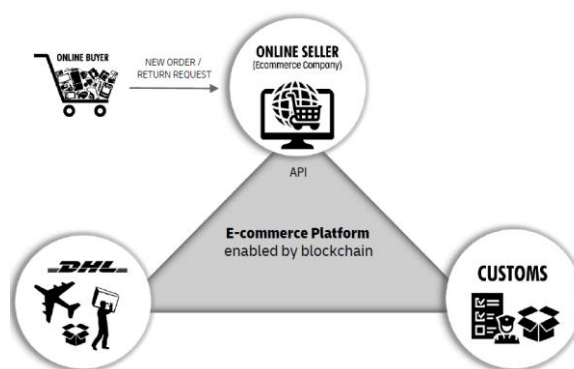 ONLINE BUYER
NEW ORDER /
RETURN REQUEST
ONLINE SELLER
(Ecommerce Company)
API
E-commerce Platform
enabled by blockchain
DHL
CUSTOMS